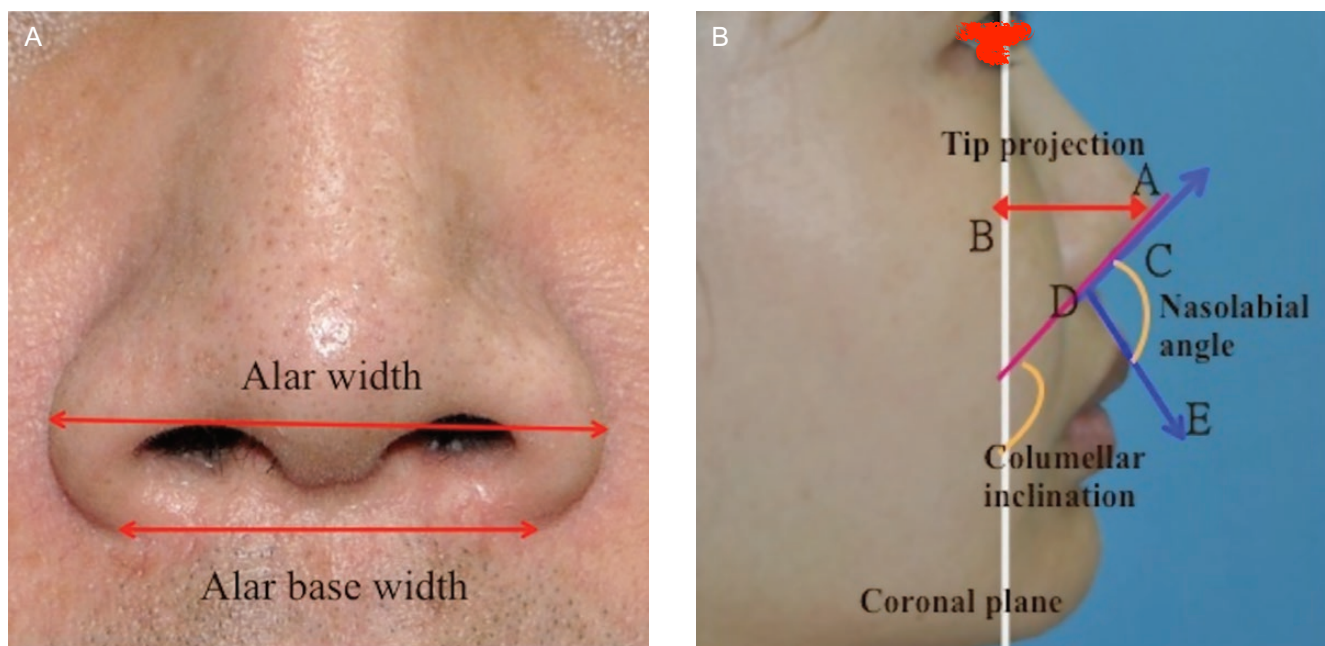 A
Alar width
Alar base width
B
Tip projection
A
B
C
D
Nasolabial
angle
E
Columellar
inclination
Coronal plane